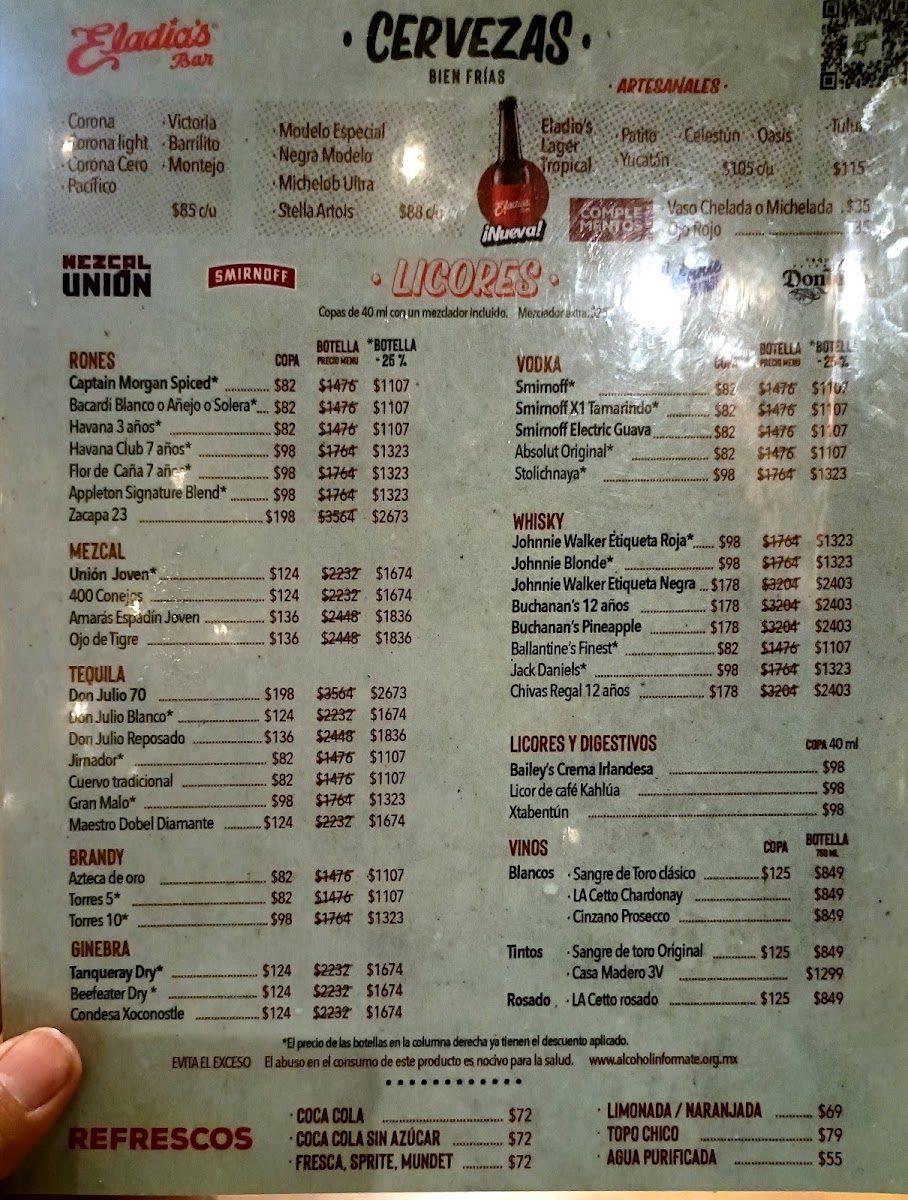 Eladio's Bar
• CERVEZAS •
BIEN FRÍAS
• ARTESANALES •
• Corona
• Victoria
• Corona light
• Barrilito
• Corona Cero
• Montejo
• Pacífico
$85 c/u
• Modelo Especial
• Negra Modelo
• Michelob Ultra
• Stella Artois
$88 c/u
Eladio's
¡Nueva!
Eladio's
Lager
Tropical
• Patito
• Celestún
• Oasis
• Yucatán
$105 c/u
$115
COMPLEMENTOS
Vaso Chelada o Michelada . $35
Ojo Rojo
MEZCAL UNIÓN
SMIRNOFF
• LICORES •
Don
Copas de 40 ml con un mezclador incluido. Mezclador extra:
RONES COPA BOTELLA PRECIO MENU *BOTELLA - 25 %
Captain Morgan Spiced* ............ $82 $1476 $1107
Bacardi Blanco o Añejo o Solera*.... $82 $1476 $1107
Havana 3 años* ............ $82 $1476 $1107
Havana Club 7 años* ............ $98 $1764 $1323
Flor de Caña 7 años* ............ $98 $1764 $1323
Appleton Signature Blend* .......... $98 $1764 $1323
Zacapa 23 ............ $198 $3564 $2673
MEZCAL
Unión Joven* ............ $124 $2232 $1674
400 Conejos ............ $124 $2232 $1674
Amarás Espadín Joven ............ $136 $2448 $1836
Ojo de Tigre ............ $136 $2448 $1836
TEQUILA
Don Julio 70 ............ $198 $3564 $2673
Don Julio Blanco* ............ $124 $2232 $1674
Don Julio Reposado ............ $136 $2448 $1836
Jimador* ............ $82 $1476 $1107
Cuervo tradicional ............ $82 $1476 $1107
Gran Malo* ............ $98 $1764 $1323
Maestro Dobel Diamante .......... $124 $2232 $1674
BRANDY
Azteca de oro ............ $82 $1476 $1107
Torres 5* ............ $82 $1476 $1107
Torres 10* ............ $98 $1764 $1323
GINEBRA
Tanqueray Dry* ............ $124 $2232 $1674
Beefeater Dry * ............ $124 $2232 $1674
Condesa Xoconostle ............ $124 $2232 $1674
VODKA COPA BOTELLA PRECIO MENU *BOTELLA - 25 %
Smirnoff* ............ $82 $1476 $1107
Smirnoff X1 Tamarindo* ............ $82 $1476 $1107
Smirnoff Electric Guava ............ $82 $1476 $1107
Absolut Original* ............ $82 $1476 $1107
Stolichnaya* ............ $98 $1764 $1323
WHISKY
Johnnie Walker Etiqueta Roja*...... $98 $1764 $1323
Johnnie Blonde* ............ $98 $1764 $1323
Johnnie Walker Etiqueta Negra ... $178 $3204 $2403
Buchanan's 12 años ............ $178 $3204 $2403
Buchanan's Pineapple ............ $178 $3204 $2403
Ballantine's Finest* ............ $82 $1476 $1107
Jack Daniels* ............ $98 $1764 $1323
Chivas Regal 12 años ............ $178 $3204 $2403
LICORES Y DIGESTIVOS COPA 40 ml
Bailey's Crema Irlandesa ............ $98
Licor de café Kahlúa ............ $98
Xtabentún ............ $98
VINOS COPA BOTELLA 750 ML
Blancos • Sangre de Toro clásico ............ $125 $849
• LA Cetto Chardonay ............ $849
• Cinzano Prosecco ............ $849
Tintos • Sangre de toro Original ............ $125 $849
• Casa Madero 3V ............ $1299
Rosado • LA Cetto rosado ............ $125 $849
*El precio de las botellas en la columna derecha ya tienen el descuento aplicado.
EVITA EL EXCESO El abuso en el consumo de este producto es nocivo para la salud. www.alcoholinformate.org.mx
REFRESCOS
• COCA COLA ............ $72
• COCA COLA SIN AZÚCAR ............ $72
• FRESCA, SPRITE, MUNDET ............ $72
• LIMONADA / NARANJADA .......... $69
• TOPO CHICO ............ $79
• AGUA PURIFICADA ............ $55